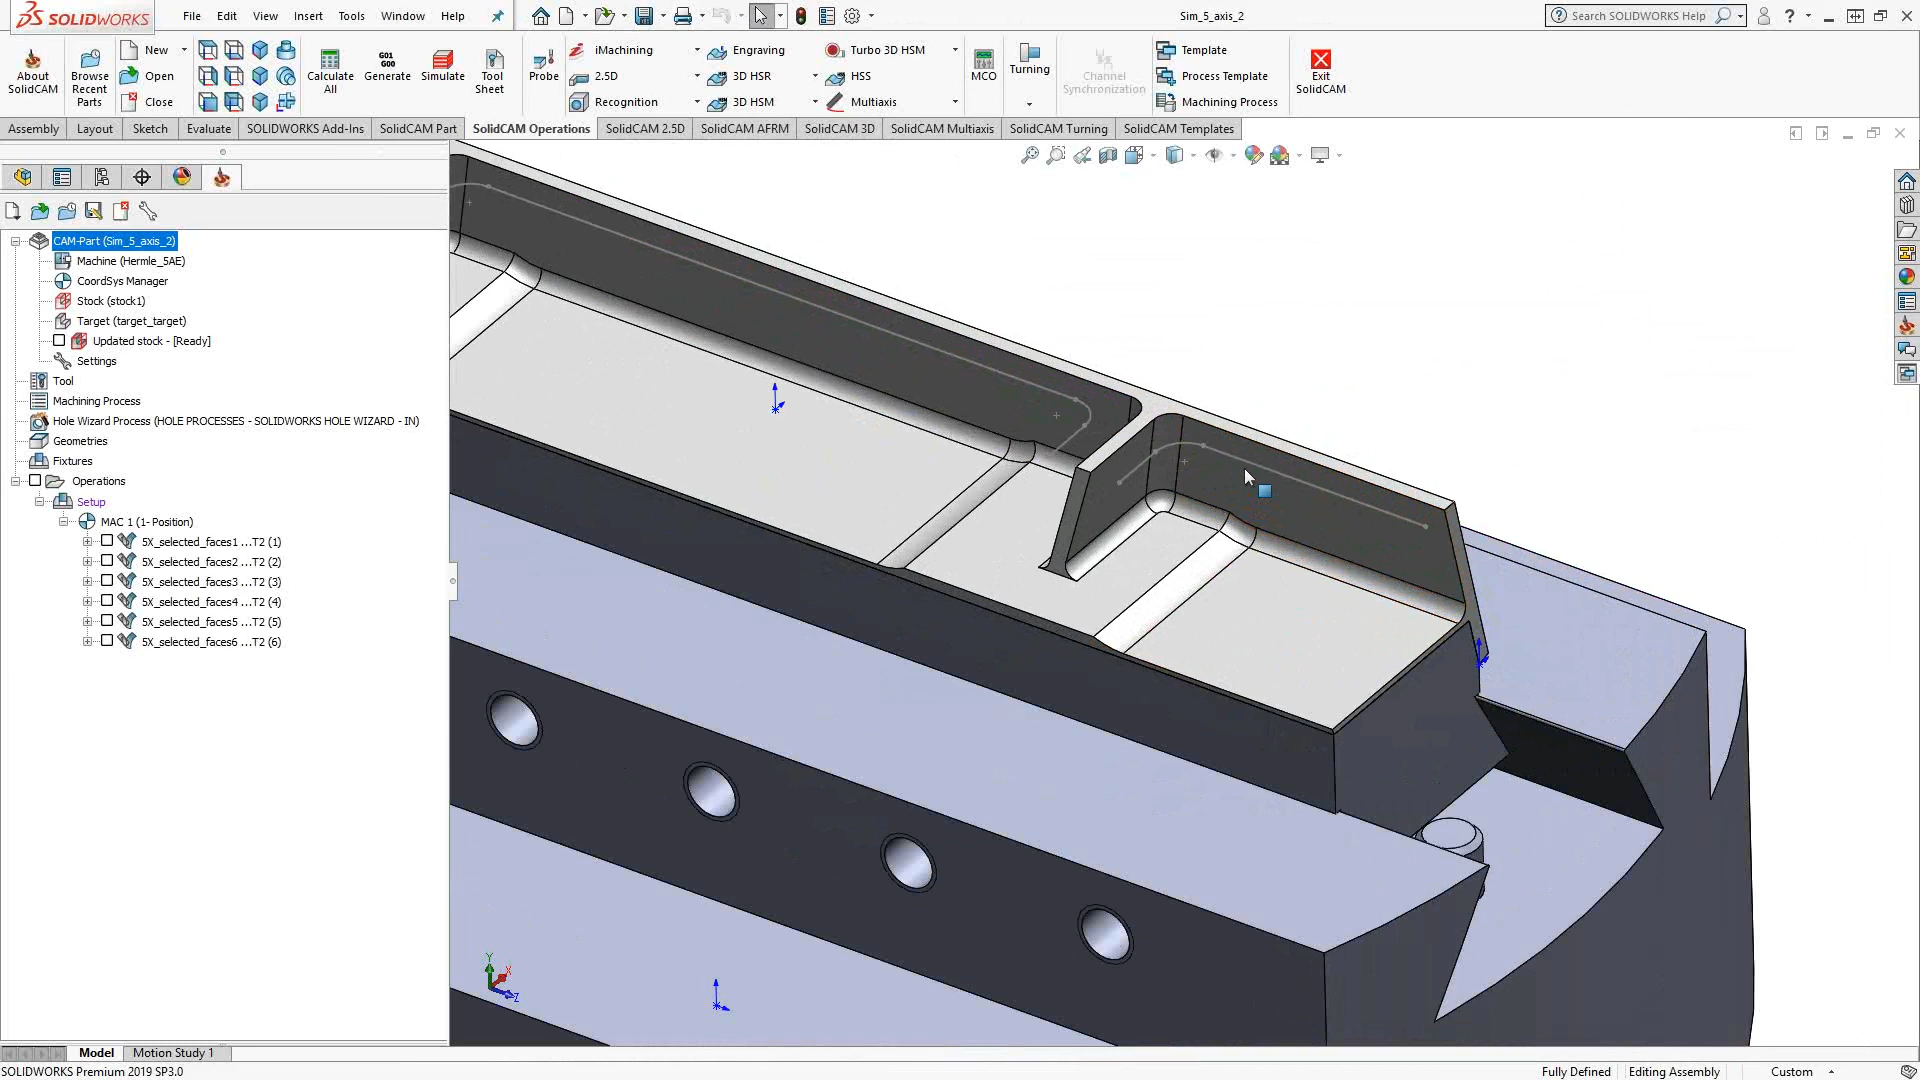 SOLIDWORKS
File Edit View Insert Tools Window Help
Sim_5_axis_2
Search SOLIDWORKS Help
About SolidCAM
Browse Recent Parts
New
Open
Close
Calculate All
G01
G00
Generate
Simulate
Tool Sheet
Probe
iMachining
2.5D
Recognition
Engraving
3D HSR
3D HSM
Turbo 3D HSM
HSS
Multiaxis
MCO
Turning
Channel Synchronization
Template
Process Template
Machining Process
Exit SolidCAM
Assembly Layout Sketch Evaluate SOLIDWORKS Add-Ins SolidCAM Part SolidCAM Operations SolidCAM 2.5D SolidCAM AFRM SolidCAM 3D SolidCAM Multiaxis SolidCAM Turning SolidCAM Templates
CAM-Part (Sim_5_axis_2)
Machine (Hermle_5AE)
CoordSys Manager
Stock (stock1)
Target (target_target)
Updated stock - [Ready]
Settings
Tool
Machining Process
Hole Wizard Process (HOLE PROCESSES - SOLIDWORKS HOLE WIZARD - IN)
Geometries
Fixtures
Operations
Setup
MAC 1 (1- Position)
5X_selected_faces1 ...T2 (1)
5X_selected_faces2 ...T2 (2)
5X_selected_faces3 ...T2 (3)
5X_selected_faces4 ...T2 (4)
5X_selected_faces5 ...T2 (5)
5X_selected_faces6 ...T2 (6)
Y
X
Z
Model Motion Study 1
SOLIDWORKS Premium 2019 SP3.0
Fully Defined Editing Assembly Custom